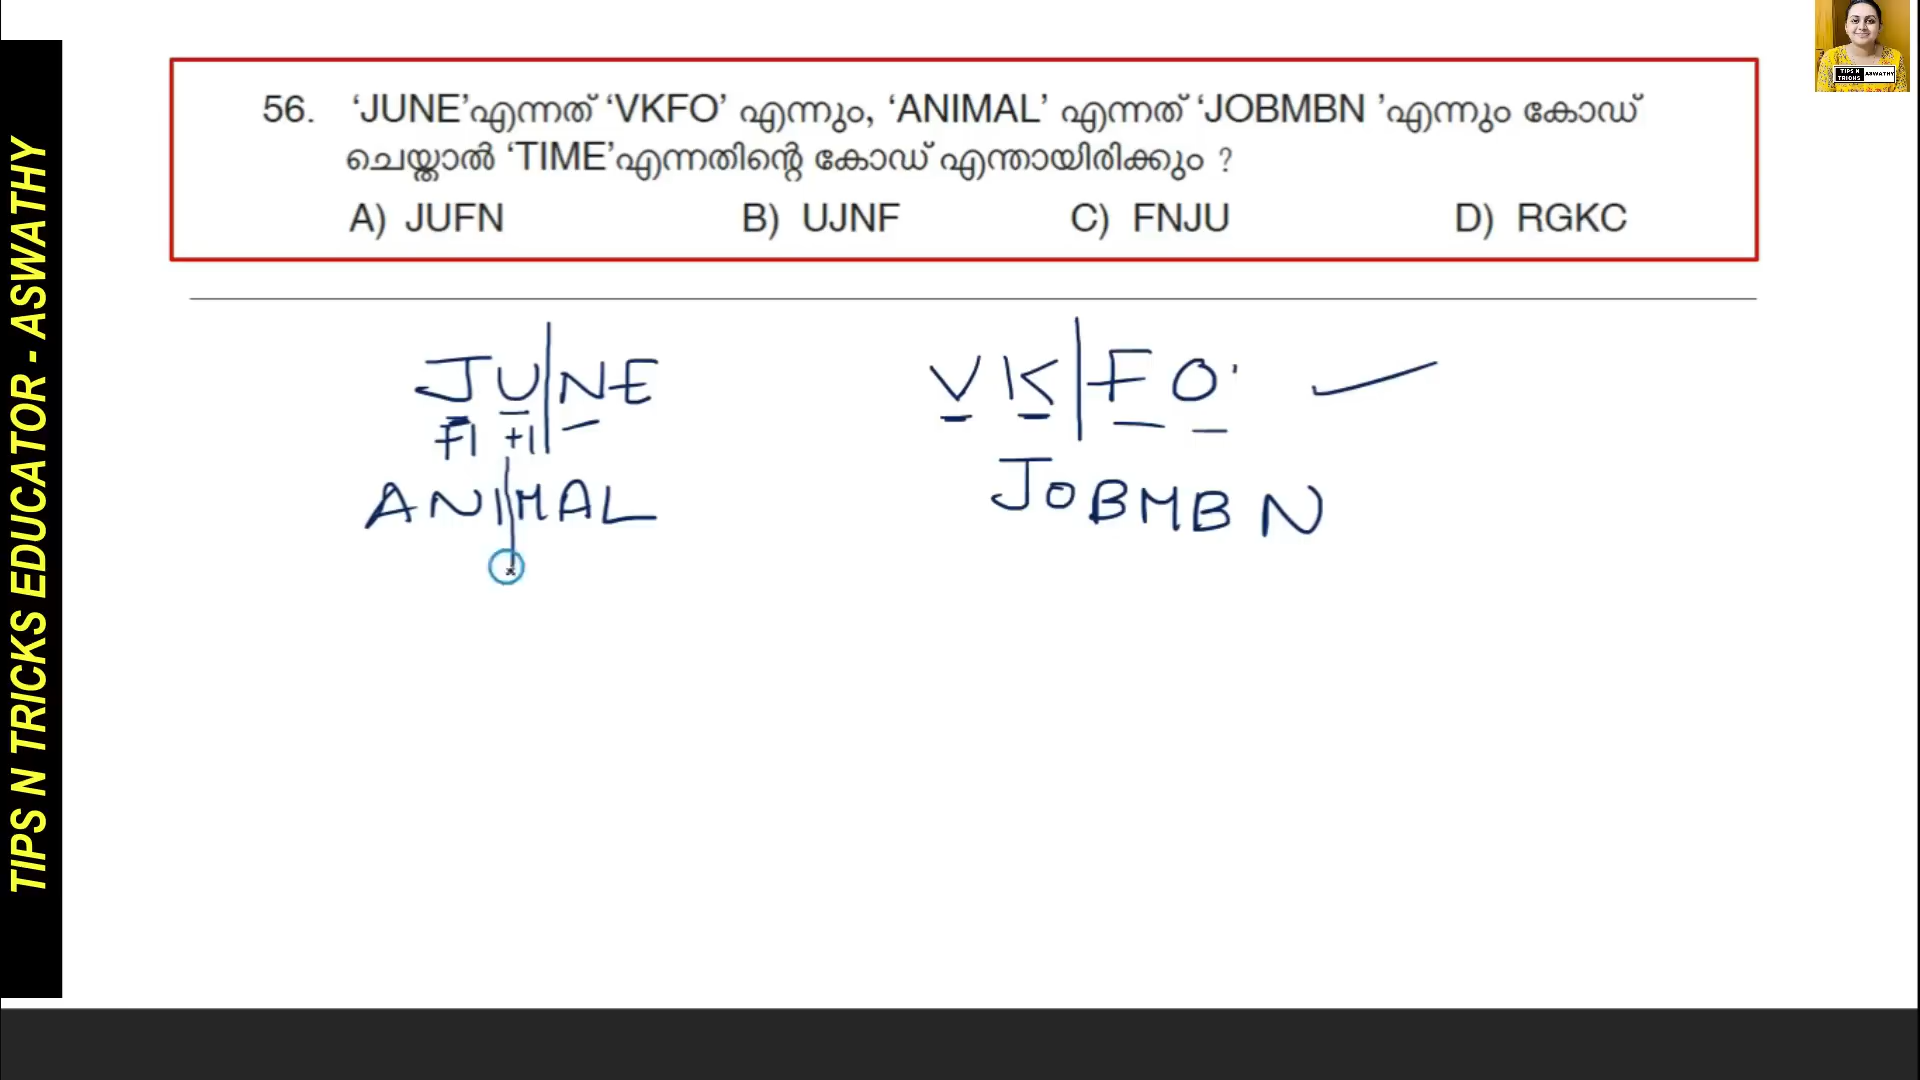 TIPS N TRICKS EDUCATOR - ASWATHY
TIPS N TRICKS ASWATHY
56. ‘JUNE’എന്നത് ‘VKFO’ എന്നും, ‘ANIMAL’ എന്നത് ‘JOBMBN ’എന്നും കോഡ്
ചെയ്താൽ ‘TIME’എന്നതിന്റെ കോഡ് എന്തായിരിക്കും ?
A) JUFN B) UJNF C) FNJU D) RGKC
JUNE VKFO
+1 +1
ANIMAL JOBMBN